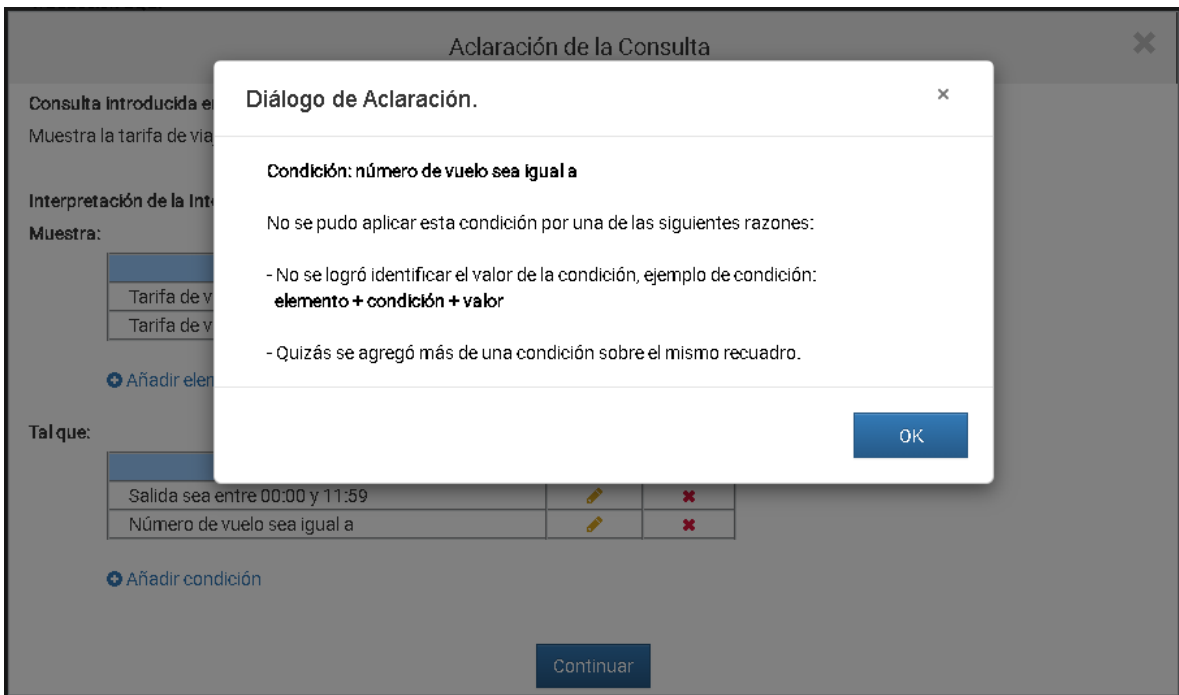 Aclaración de la Consulta
Diálogo de Aclaración.
Consulta introducida
Muestra la tarifa de
Condición: número de vuelo sea igual a
Interpretación de la
No se pudo aplicar esta condición por una de las siguientes razones:
Muestra:
- No se logró identificar el valor de la condición, ejemplo de condición:
Tarifa de
elemento + condición + valor
Tarifa de
- Quizás se agregó más de una condición sobre el mismo recuadro.
Añadir
Tal que:
OK
Salida sea entre 00:00 y 11:59
Número de vuelo sea igual a
Añadir condición
Continuar